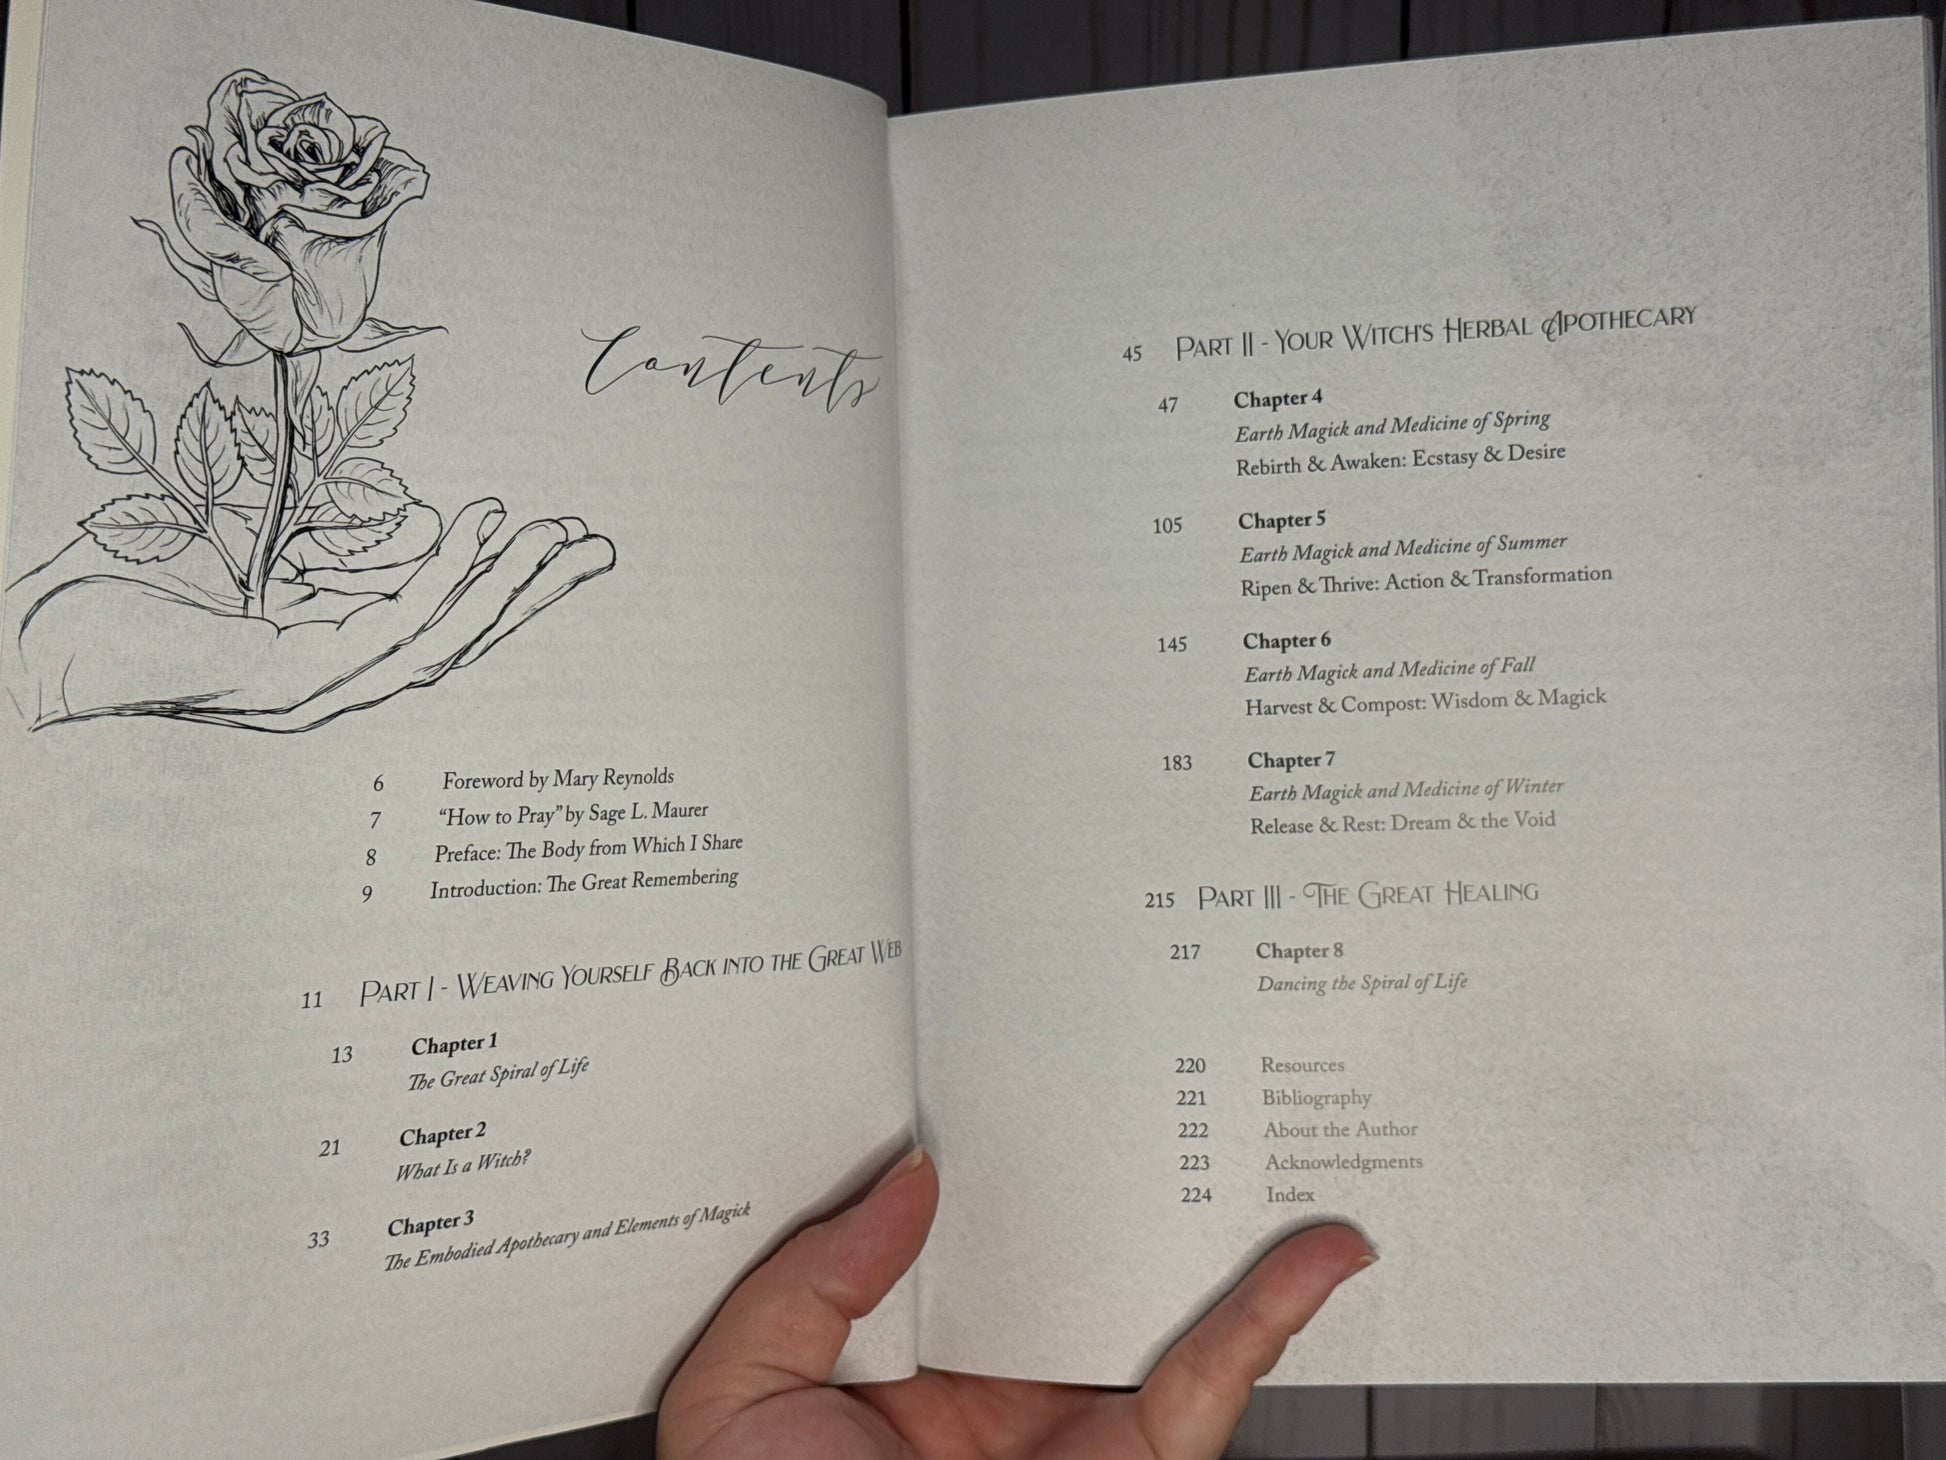 Contents
6 Foreword by Mary Reynolds
7 “How to Pray” by Sage L. Maurer
8 Preface: The Body from Which I Share
9 Introduction: The Great Remembering
11 Part I - Weaving Yourself Back into the Great Web
13 Chapter 1
The Great Spiral of Life
21 Chapter 2
What Is a Witch?
33 Chapter 3
The Embodied Apothecary and Elements of Magick
45 Part II - Your Witch's Herbal Apothecary
47 Chapter 4
Earth Magick and Medicine of Spring
Rebirth & Awaken: Ecstasy & Desire
105 Chapter 5
Earth Magick and Medicine of Summer
Ripen & Thrive: Action & Transformation
145 Chapter 6
Earth Magick and Medicine of Fall
Harvest & Compost: Wisdom & Magick
183 Chapter 7
Earth Magick and Medicine of Winter
Release & Rest: Dream & the Void
215 Part III - The Great Healing
217 Chapter 8
Dancing the Spiral of Life
220 Resources
221 Bibliography
222 About the Author
223 Acknowledgments
224 Index